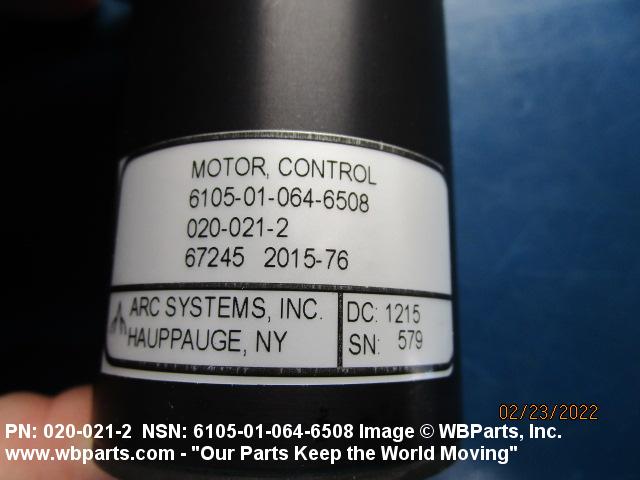 MOTOR, CONTROL
6105-01-064-6508
020-021-2
67245 2015-76
ARC SYSTEMS, INC.
HAUPPAUGE, NY
DC: 1215
SN: 579
02/23/2022
PN: 020-021-2 NSN: 6105-01-064-6508 Image © WBParts, Inc.
www.wbparts.com - "Our Parts Keep the World Moving"